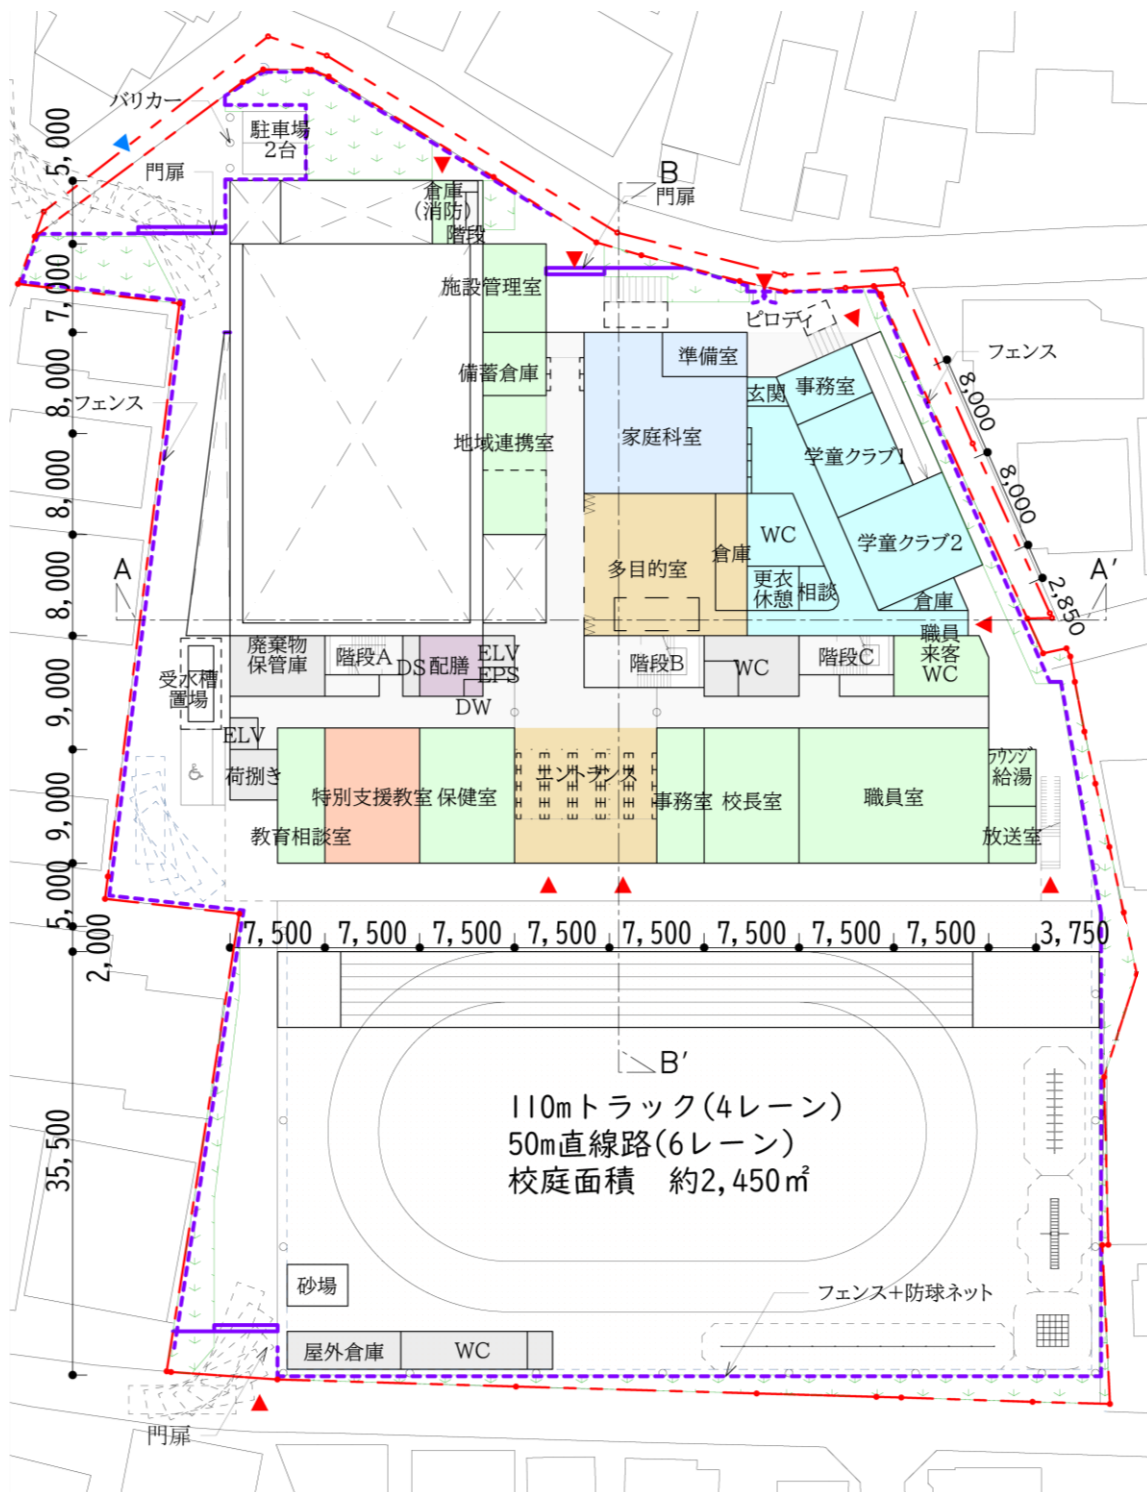 バリカー
駐車場
2台
門扉
倉庫
(消防)
階段
B
門扉
施設管理室
ピロティ
備蓄倉庫
準備室
フェンス
玄関
事務室
フェンス
地域連携室
家庭科室
学童クラブ1
WC
学童クラブ2
倉庫
多目的室
更衣
休憩
相談
倉庫
A
A'
廃棄物
保管庫
階段A
DS
配膳
ELV
EPS
DW
階段B
WC
階段C
職員
来客
WC
受水槽
置場
ELV
荷捌き
教育相談室
特別支援教室
保健室
エントランス
事務室
校長室
職員室
ラウンジ
給湯
放送室
5,000
7,000
8,000
8,000
8,000
9,000
9,000
5,000
2,000
35,500
8,000
8,000
2,850
7,500
7,500
7,500
7,500
7,500
7,500
7,500
7,500
3,750
B'
110mトラック(4レーン)
50m直線路(6レーン)
校庭面積 約2,450㎡
砂場
フェンス+防球ネット
屋外倉庫
WC
門扉